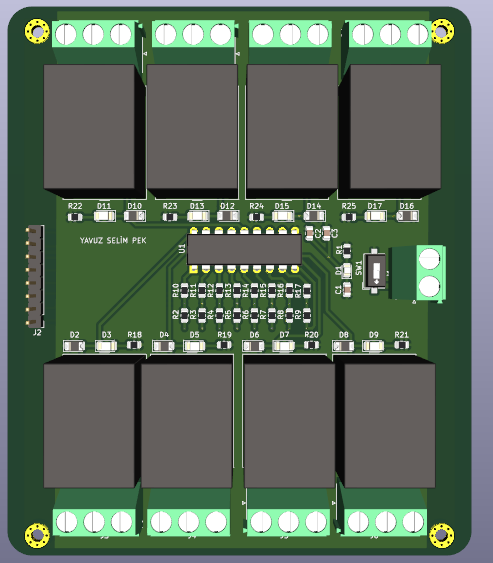 R22 D11 D10 R23 D13 D12 R24 D15 D14 R25 D17 D16
YAVUZ SELİM PEK
U1
C2
C3
R1
D1
C1
SW1
R10 R11 R12 R13 R14 R15 R16 R17
R2 R3 R4 R5 R6 R7 R8 R9
J2
D2 D3 R18 D4 D5 R19 D6 D7 R20 D8 D9 R21